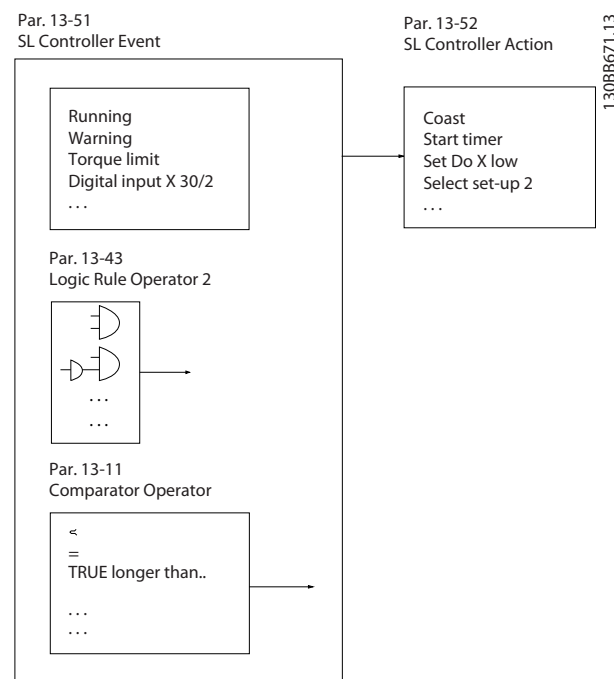 Par. 13-51
SL Controller Event
Par. 13-52
SL Controller Action
130BB671.13
Running
Warning
Torque limit
Digital input X 30/2
. . .
Coast
Start timer
Set Do X low
Select set-up 2
. . .
Par. 13-43
Logic Rule Operator 2
. . .
. . .
Par. 13-11
Comparator Operator
=
TRUE longer than..
. . .
. . .